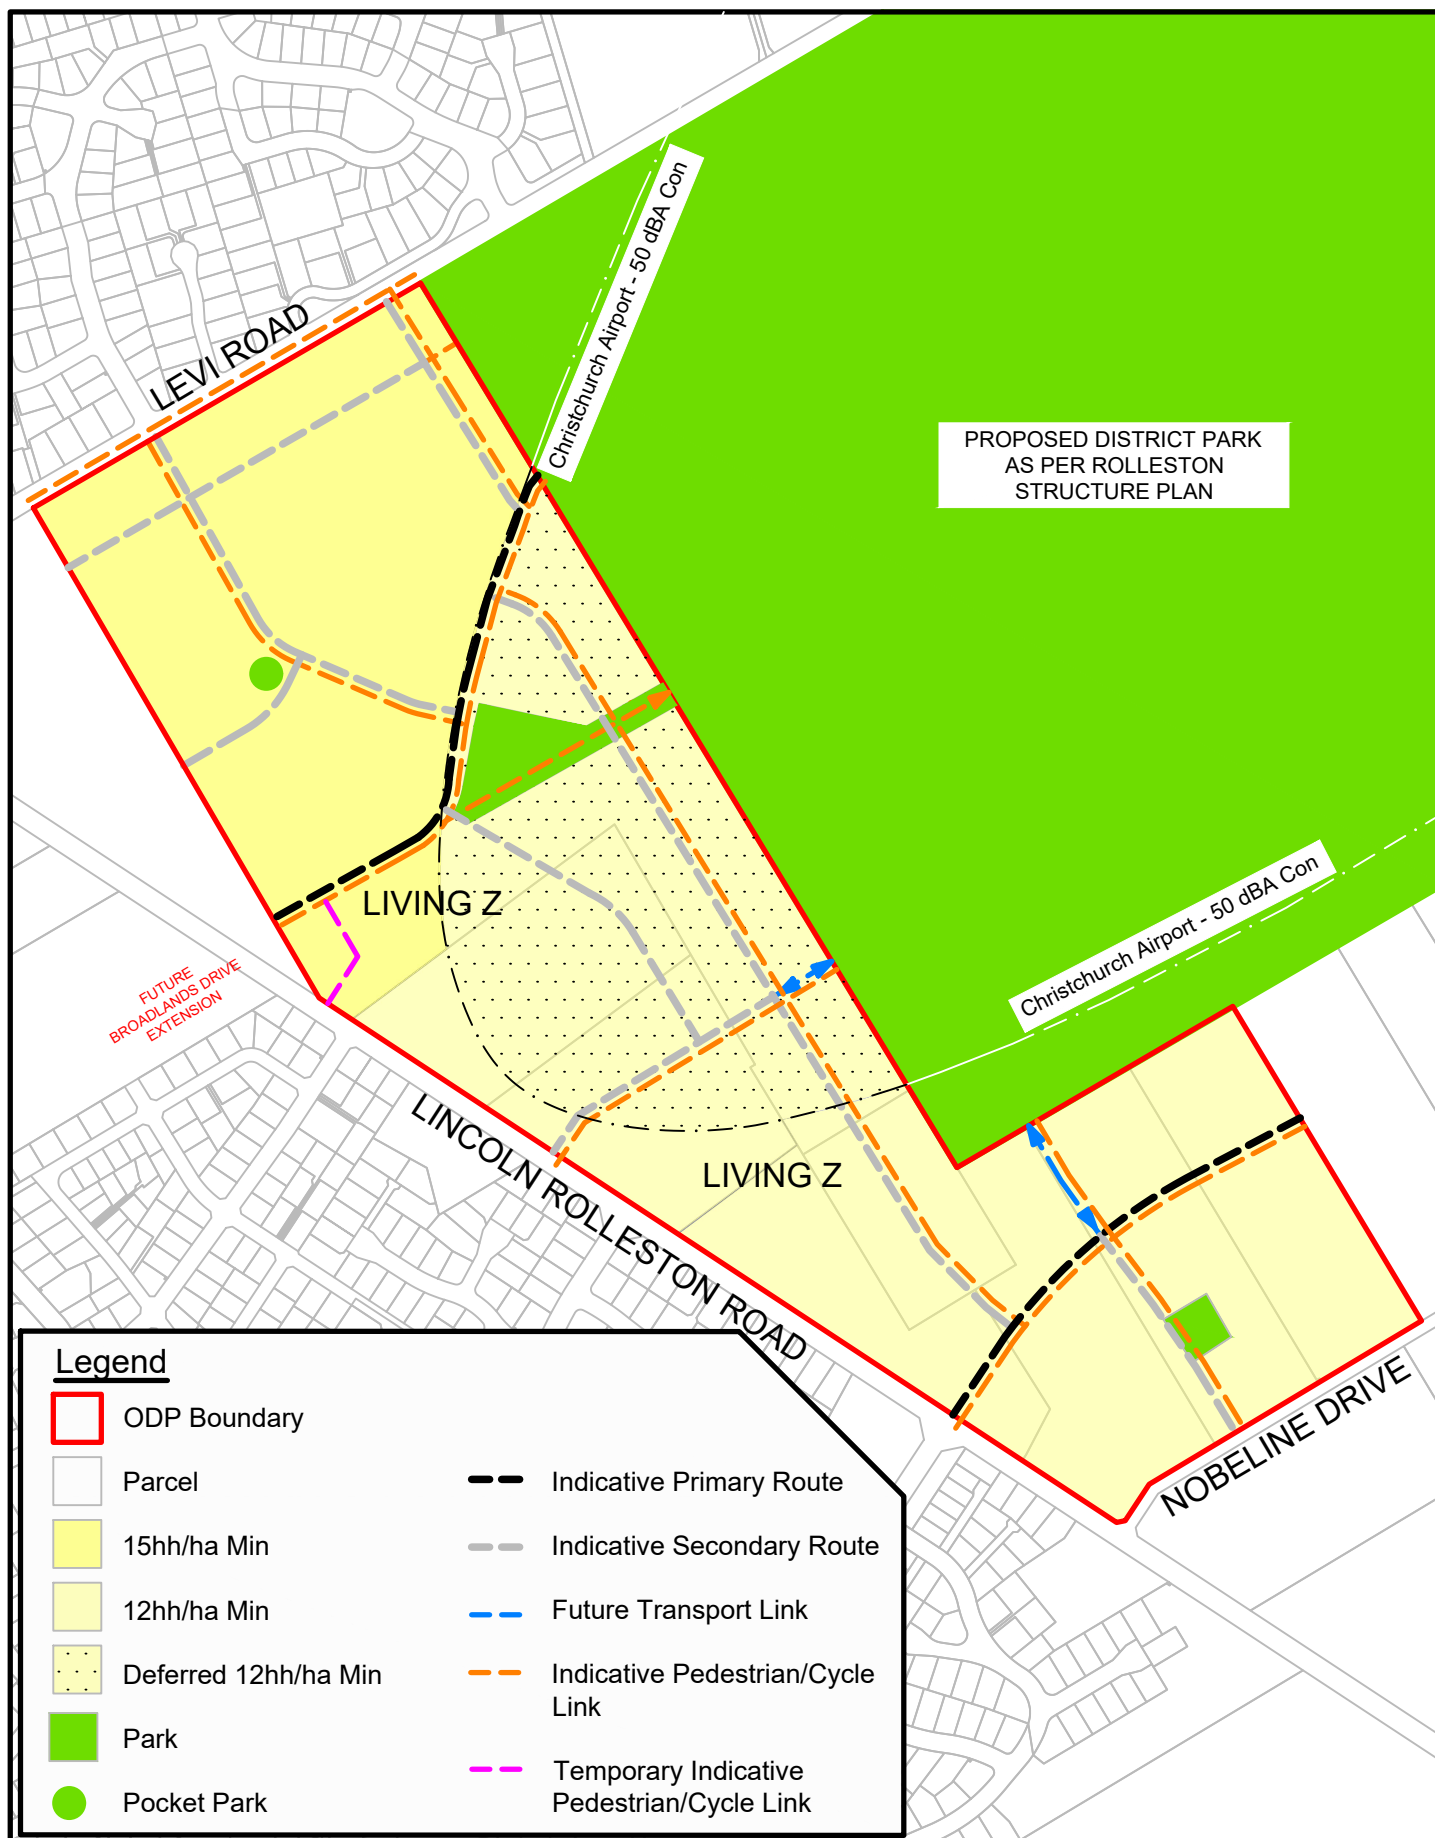 LEVI ROAD
Christchurch Airport - 50 dBA Con
PROPOSED DISTRICT PARK
AS PER ROLLESTON
STRUCTURE PLAN
Christchurch Airport - 50 dBA Con
LIVING Z
FUTURE
BROADLANDS DRIVE
EXTENSION
LINCOLN ROLLESTON ROAD
LIVING Z
NOBELINE DRIVE
Legend
ODP Boundary
Parcel
15hh/ha Min
12hh/ha Min
Deferred 12hh/ha Min
Park
Pocket Park
Indicative Primary Route
Indicative Secondary Route
Future Transport Link
Indicative Pedestrian/Cycle
Link
Temporary Indicative
Pedestrian/Cycle Link